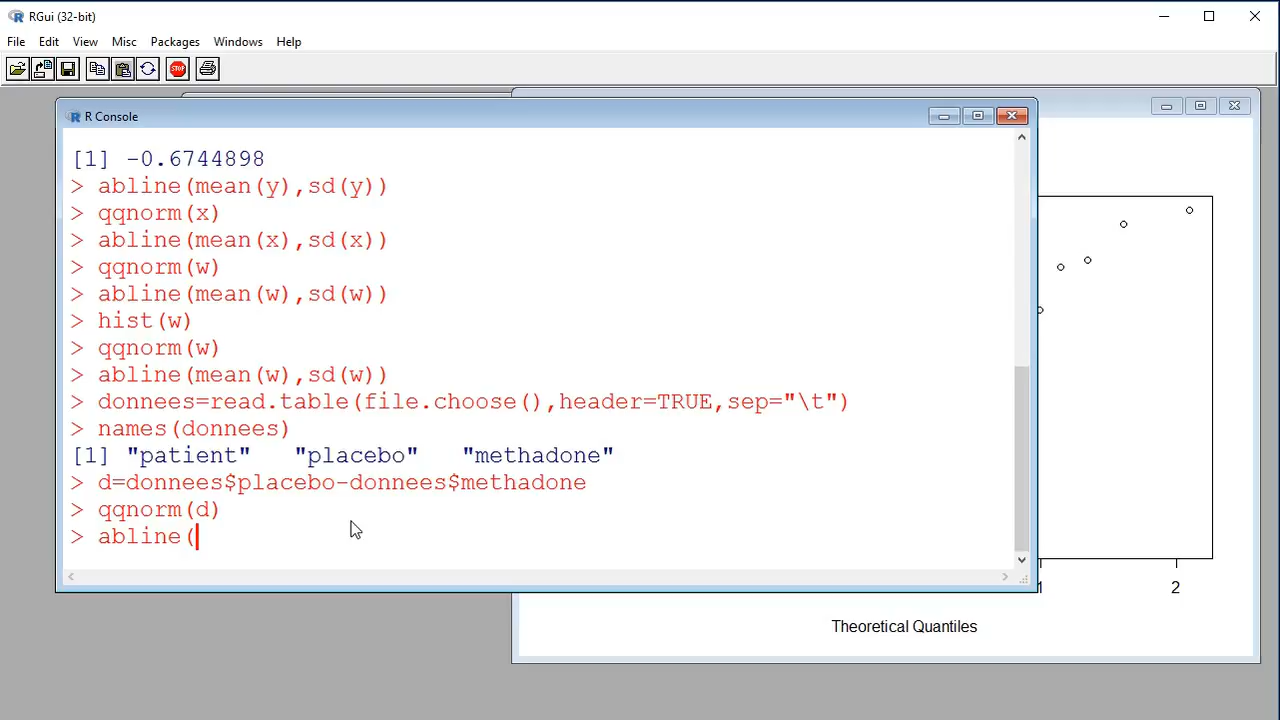 RGui (32-bit)
File Edit View Misc Packages Windows Help
STOP
R Console
[1] -0.6744898
> abline(mean(y),sd(y))
> qqnorm(x)
> abline(mean(x),sd(x))
> qqnorm(w)
> abline(mean(w),sd(w))
> hist(w)
> qqnorm(w)
> abline(mean(w),sd(w))
> donnees=read.table(file.choose(),header=TRUE,sep="\t")
> names(donnees)
[1] "patient"   "placebo"   "methadone"
> d=donnees$placebo-donnees$methadone
> qqnorm(d)
> abline(
1 2
Theoretical Quantiles